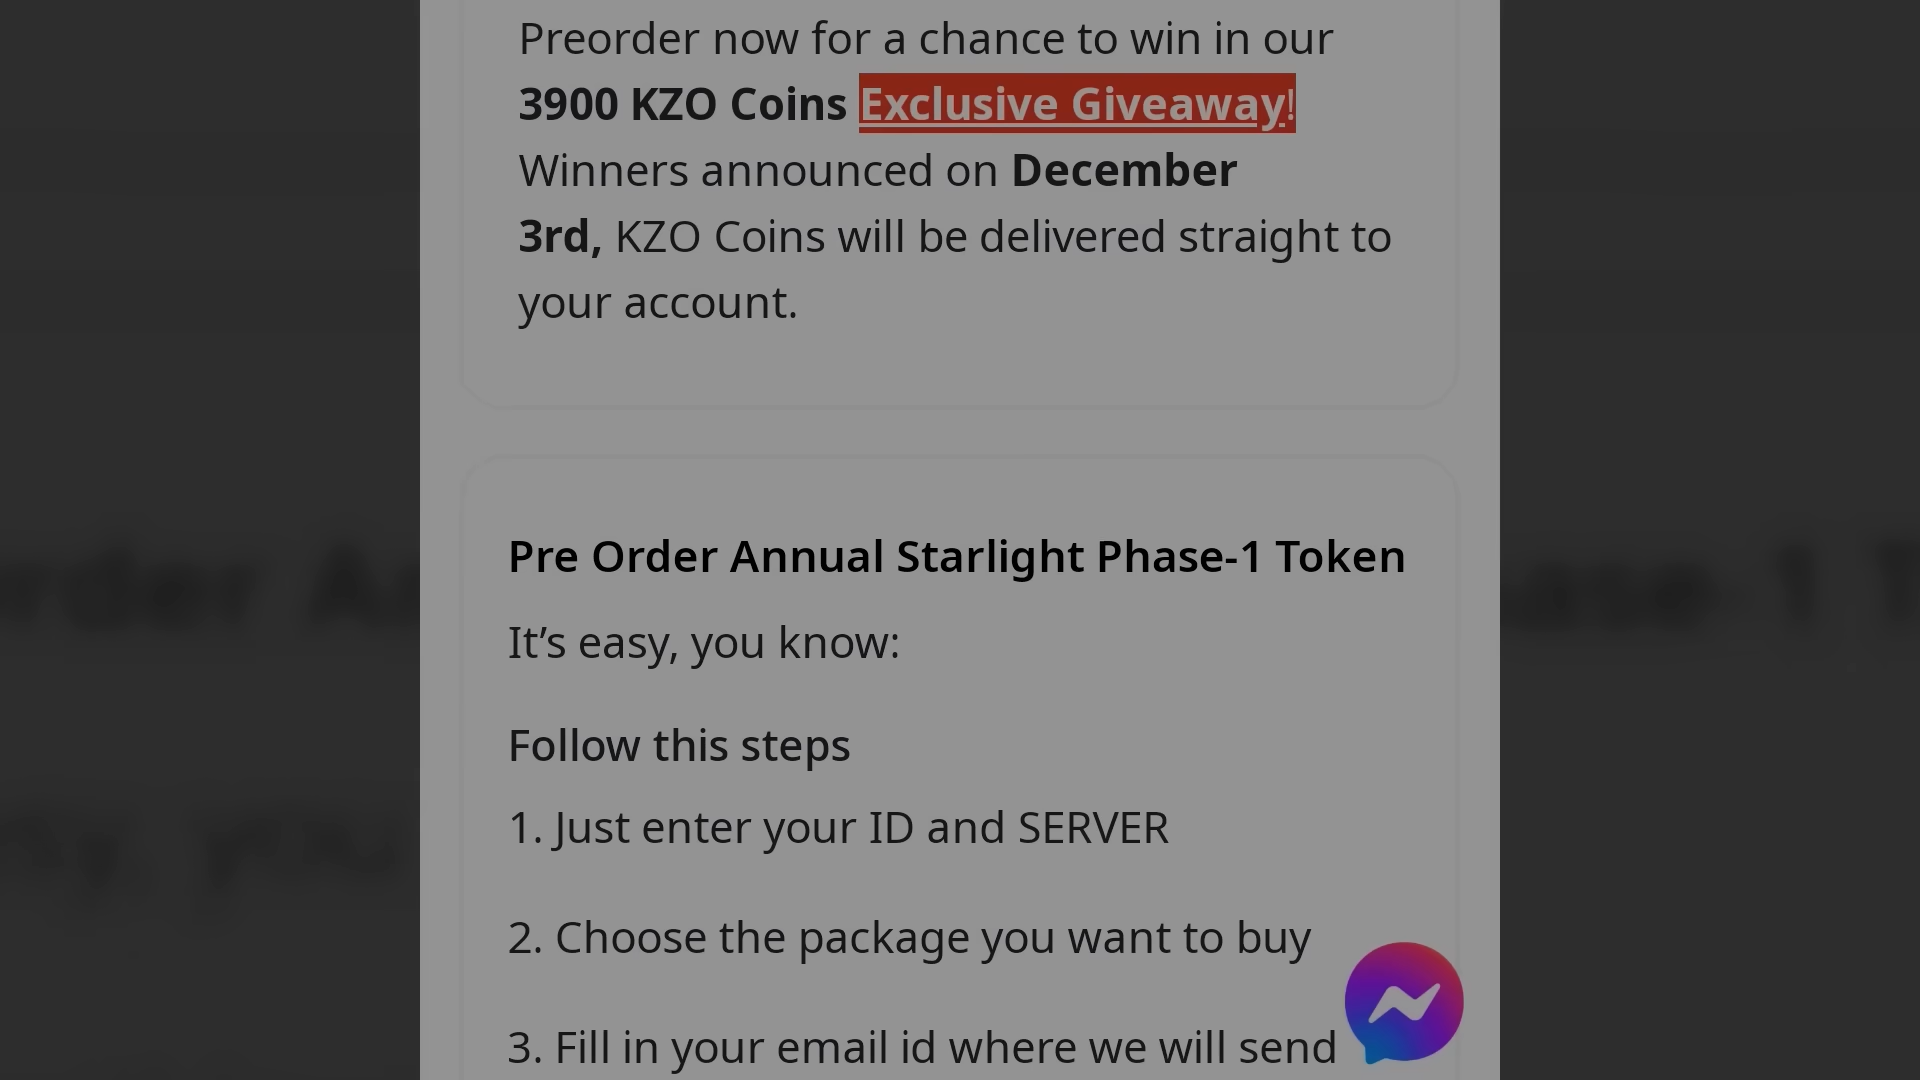 Preorder now for a chance to win in our
3900 KZO Coins Exclusive Giveaway!
Winners announced on December
3rd, KZO Coins will be delivered straight to
your account.
Pre Order Annual Starlight Phase-1 Token
It’s easy, you know:
Follow this steps
1. Just enter your ID and SERVER
2. Choose the package you want to buy
3. Fill in your email id where we will send